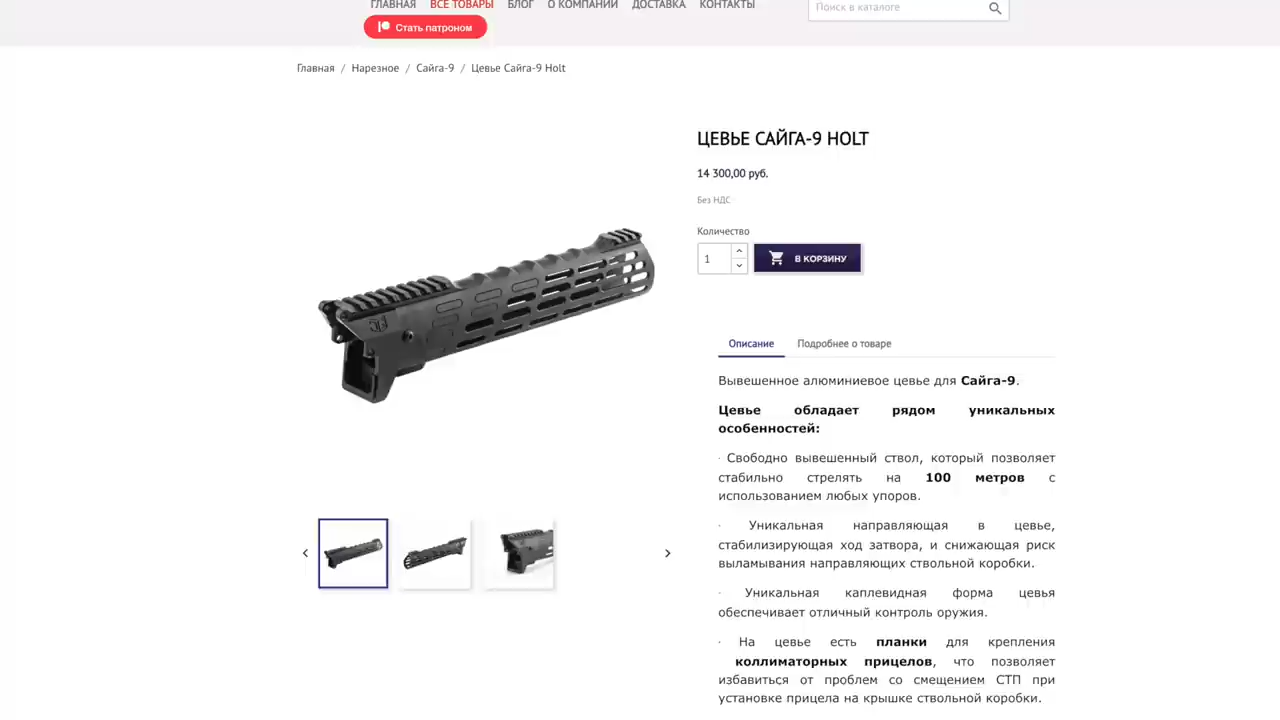 ГЛАВНАЯ ВСЕ ТОВАРЫ БЛОГ О КОМПАНИИ ДОСТАВКА КОНТАКТЫ
Поиск в каталоге
Стать патроном
Главная / Нарезное / Сайга-9 / Цевье Сайга-9 Holt
ЦЕВЬЕ САЙГА-9 HOLT
14 300,00 руб.
Без НДС
Количество
1
В КОРЗИНУ
Описание Подробнее о товаре
Вывешенное алюминиевое цевье для Сайга-9.
Цевье обладает рядом уникальных
особенностей:
· Свободно вывешенный ствол, который позволяет
стабильно стрелять на 100 метров с
использованием любых упоров.
· Уникальная направляющая в цевье,
стабилизирующая ход затвора, и снижающая риск
выламывания направляющих ствольной коробки.
· Уникальная каплевидная форма цевья
обеспечивает отличный контроль оружия.
· На цевье есть планки для крепления
коллиматорных прицелов, что позволяет
избавиться от проблем со смещением СТП при
установке прицела на крышке ствольной коробки.